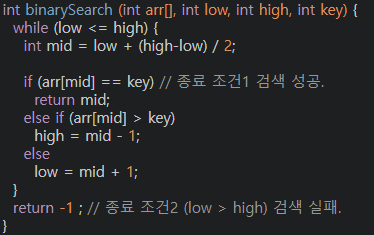 int binarySearch (int arr[], int low, int high, int key) {
  while (low <= high) {
    int mid = low + (high-low) / 2;

    if (arr[mid] == key) // 종료 조건1 검색 성공.
      return mid;
    else if (arr[mid] > key)
      high = mid - 1;
    else
      low = mid + 1;
  }
  return -1 ; // 종료 조건2 (low > high) 검색 실패.
}